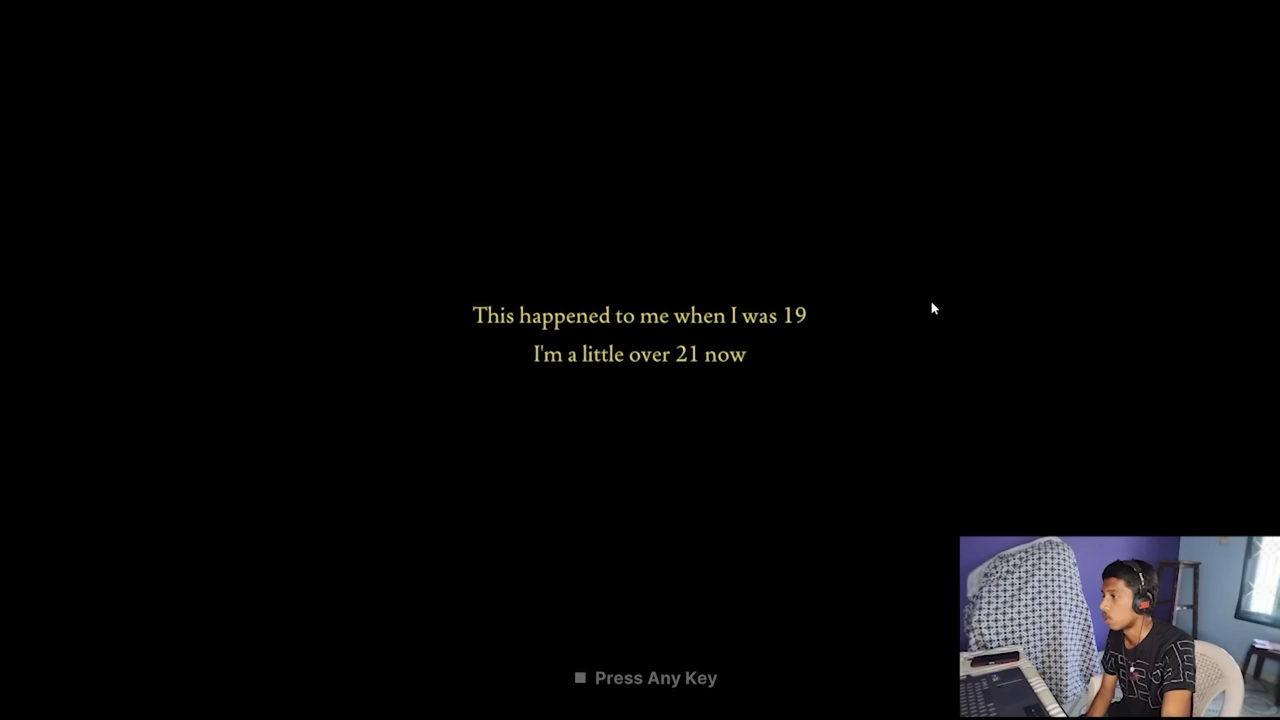 This happened to me when I was 19
I'm a little over 21 now
Press Any Key